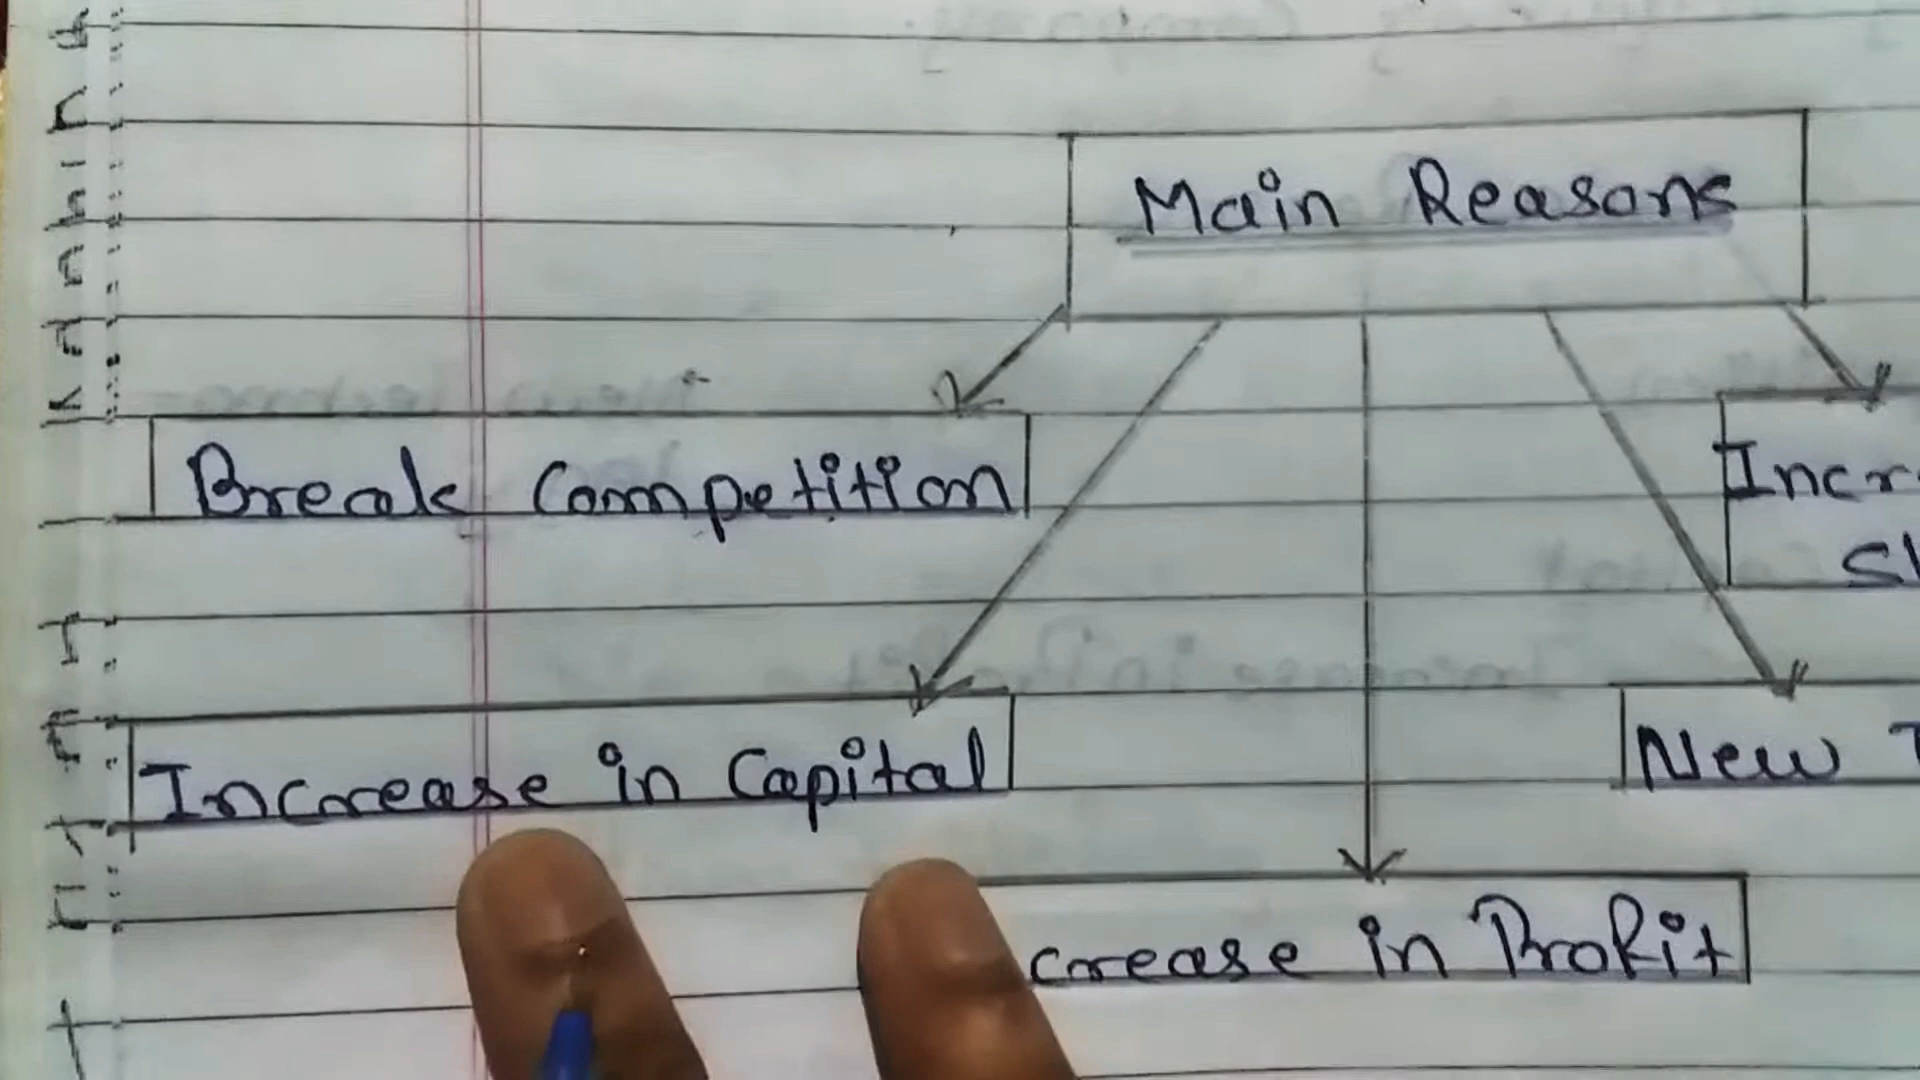 Main Reasons
Break Competition
Incr
Increase in Capital
New
crease in Profit